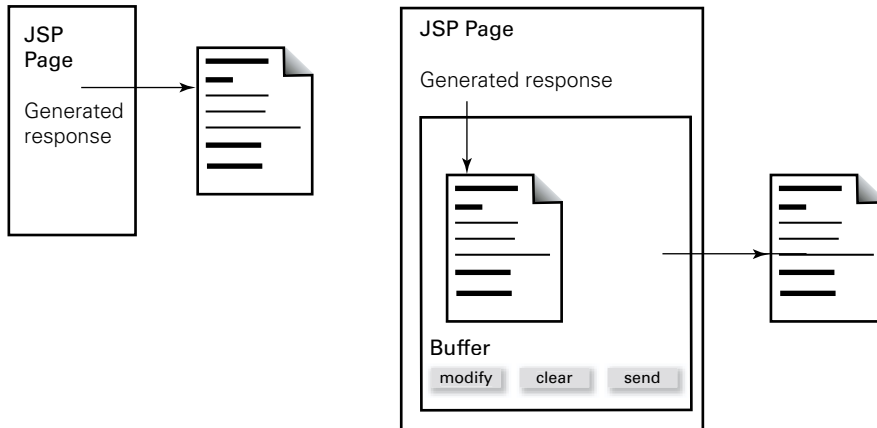 JSP
Page
Generated
response
JSP Page
Generated response
Buffer
modify
clear
send